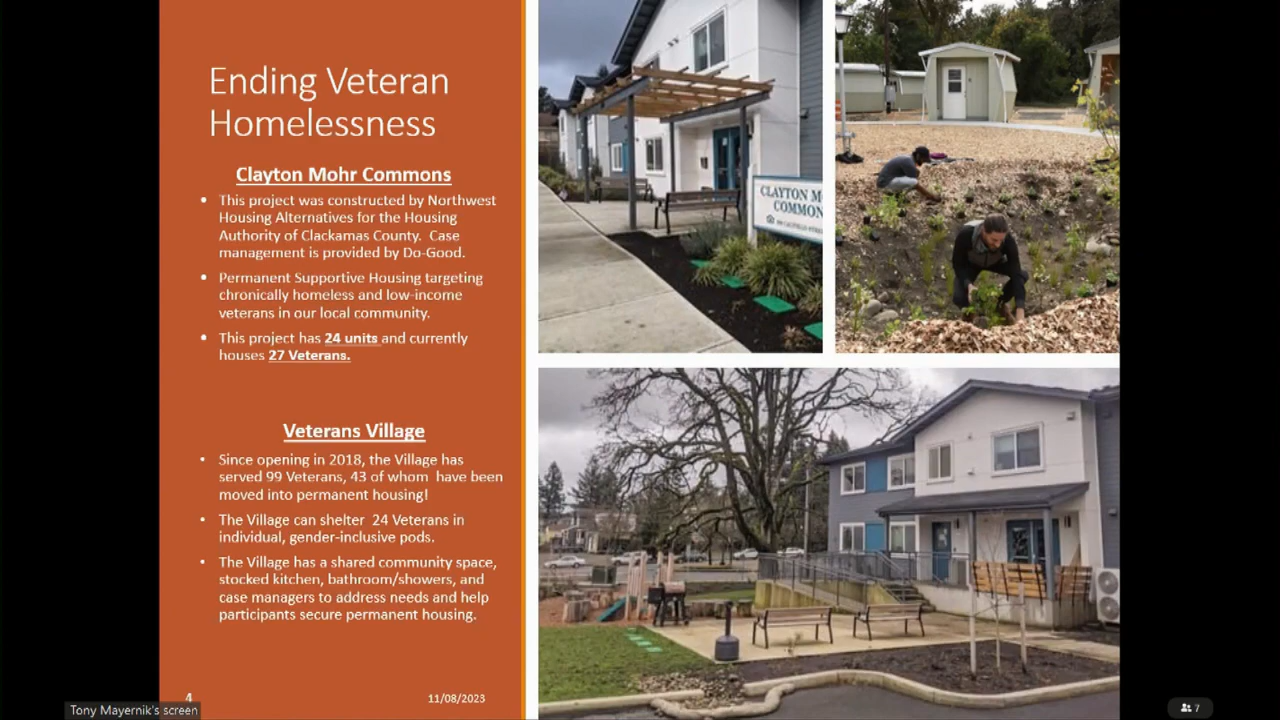 Ending Veteran
Homelessness
Clayton Mohr Commons
• This project was constructed by Northwest
Housing Alternatives for the Housing
Authority of Clackamas County. Case
management is provided by Do-Good.
• Permanent Supportive Housing targeting
chronically homeless and low-income
veterans in our local community.
• This project has 24 units and currently
houses 27 Veterans.
Veterans Village
• Since opening in 2018, the Village has
served 99 Veterans, 43 of whom have been
moved into permanent housing!
• The Village can shelter 24 Veterans in
individual, gender-inclusive pods.
• The Village has a shared community space,
stocked kitchen, bathroom/showers, and
case managers to address needs and help
participants secure permanent housing.
4
11/08/2023
CLAYTON M
COMMON
Tony Mayernik's screen
7